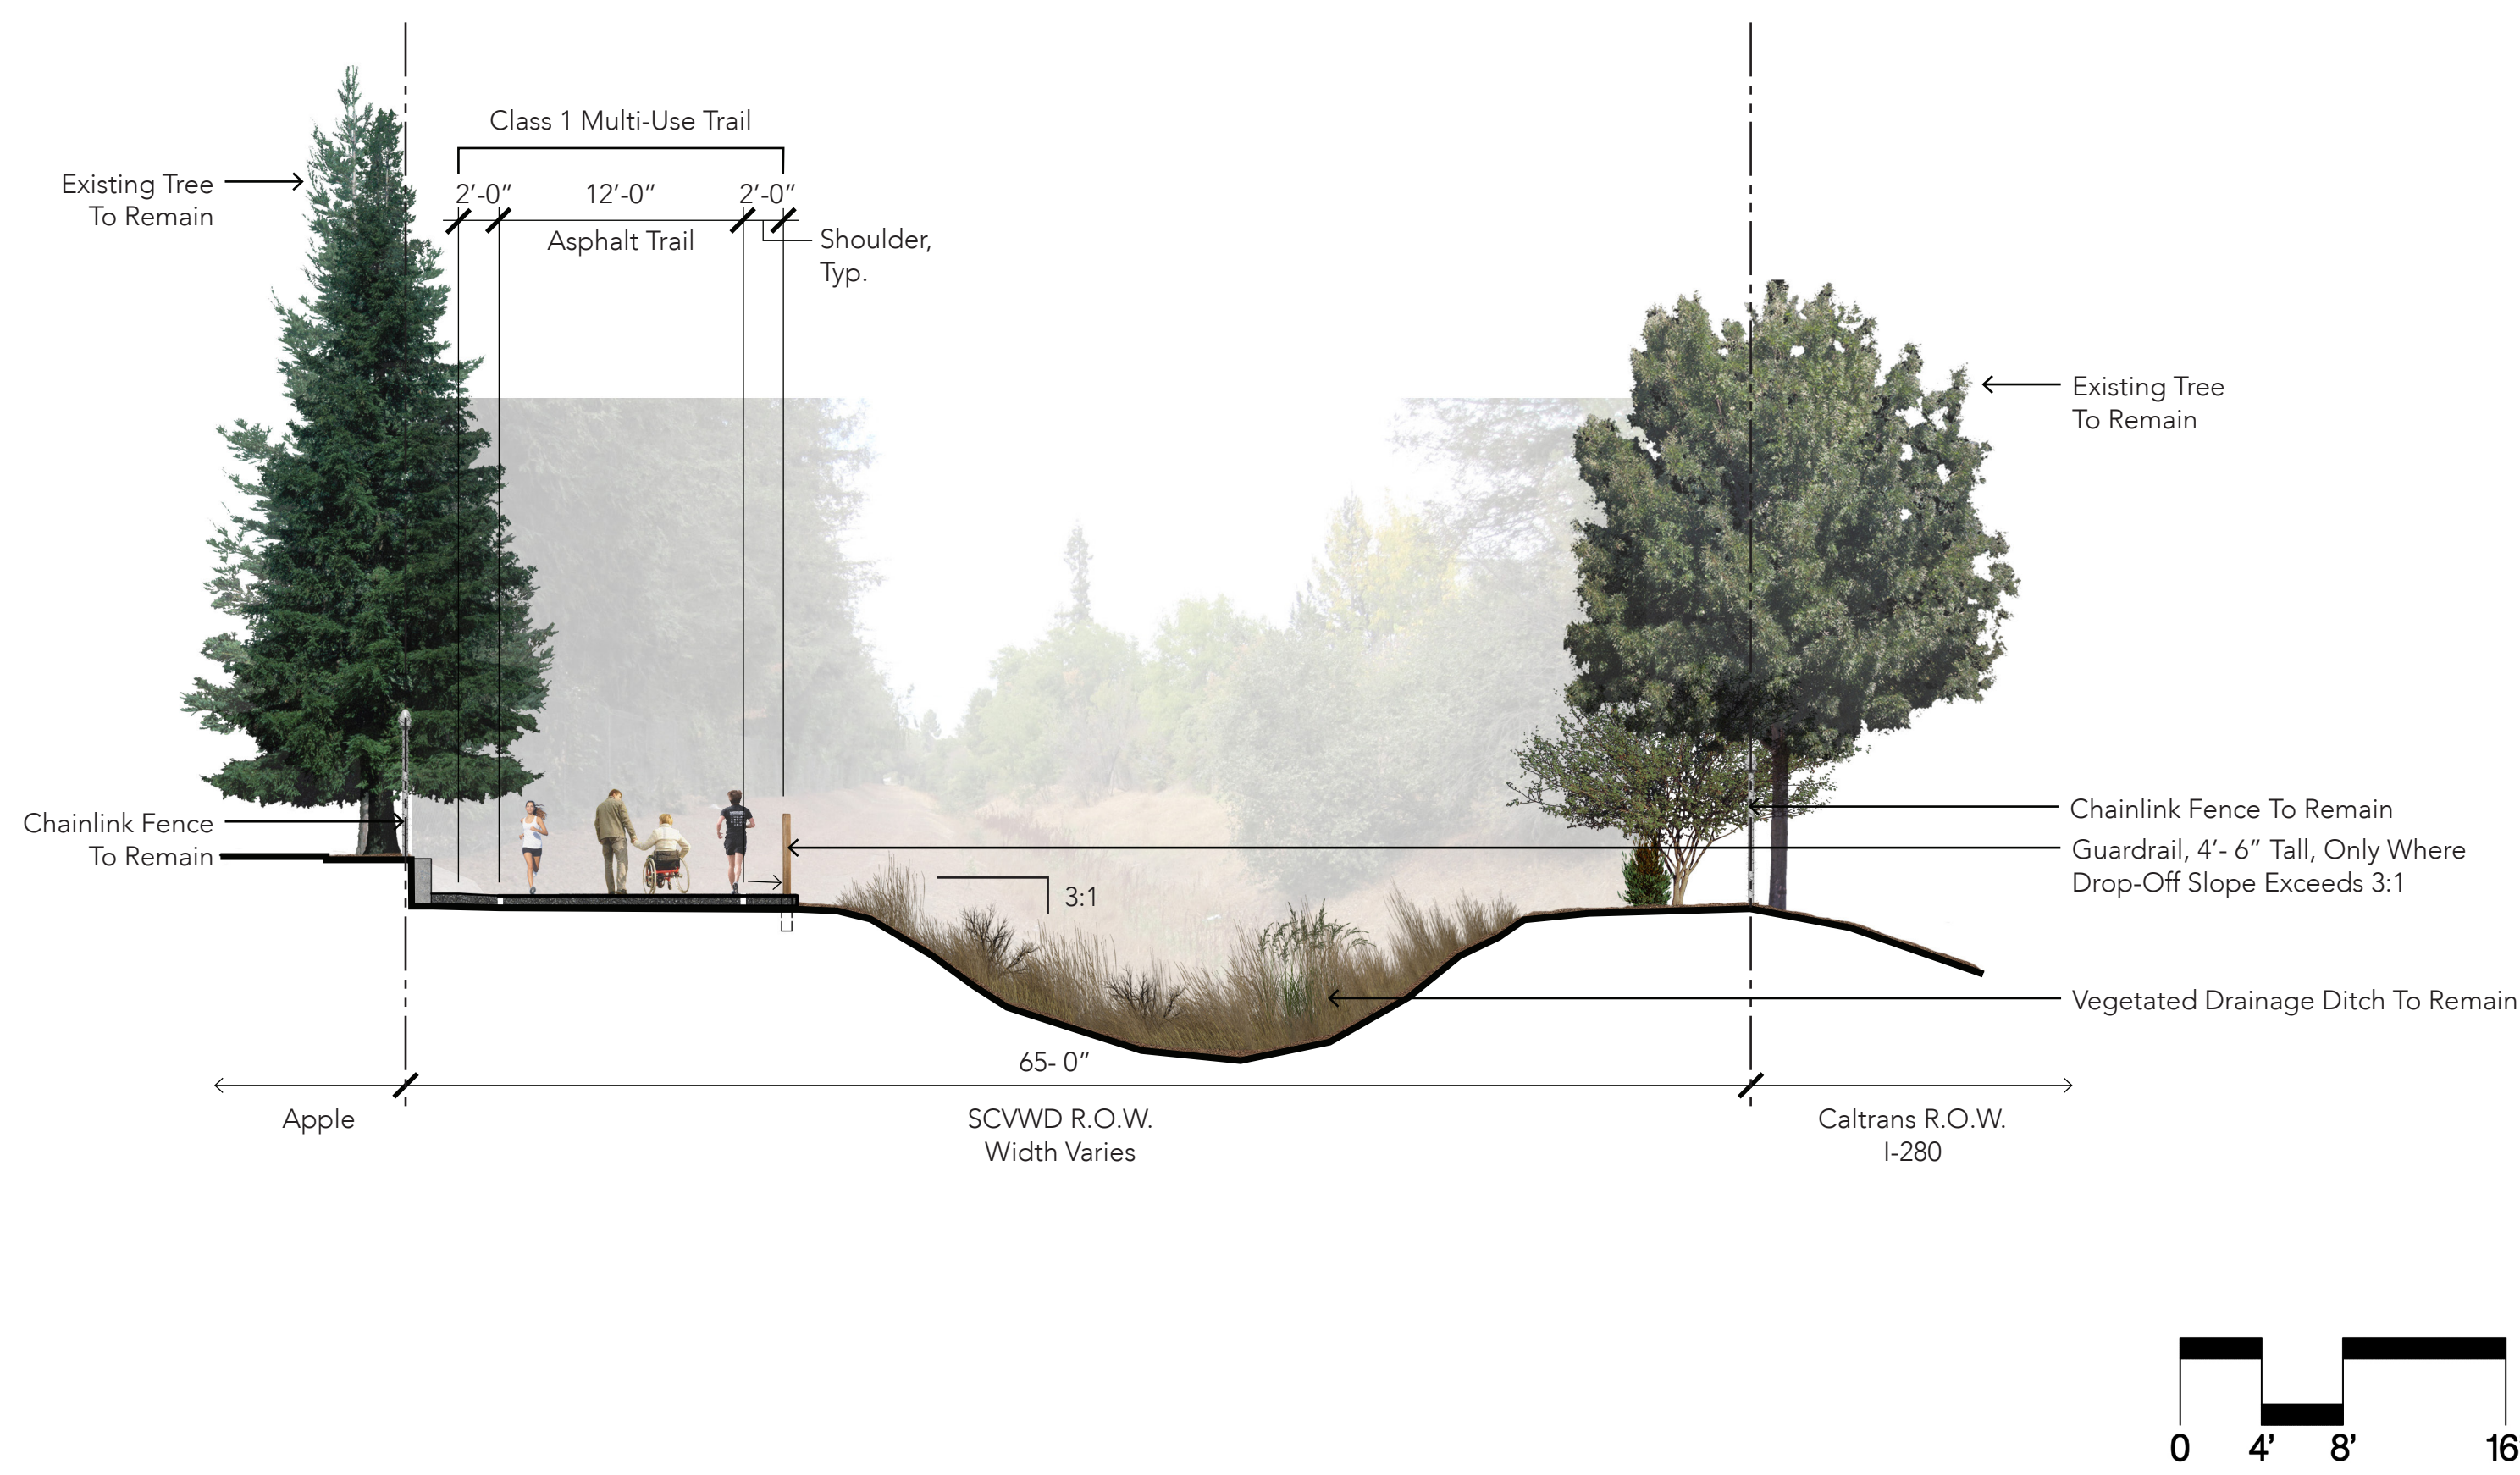 Class 1 Multi-Use Trail
2’-0”
12’-0”
2’-0”
Existing Tree
To Remain
Asphalt Trail
Shoulder,
Typ.
Existing Tree
To Remain
Chainlink Fence
To Remain
Chainlink Fence To Remain
Guardrail, 4’- 6” Tall, Only Where
Drop-Off Slope Exceeds 3:1
3:1
Vegetated Drainage Ditch To Remain
65- 0”
Apple
SCVWD R.O.W.
Width Varies
Caltrans R.O.W.
I-280
0 4’ 8’ 16